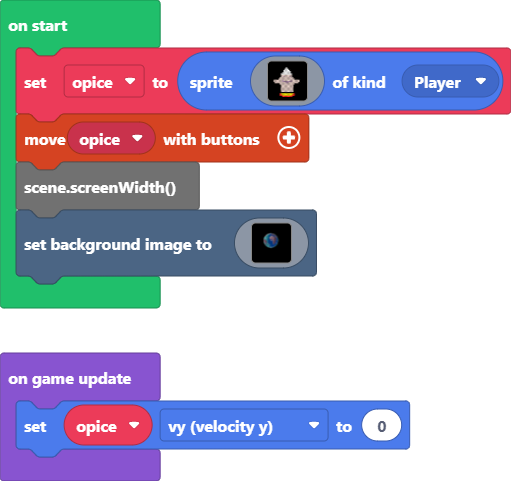 on start
set opice to sprite of kind Player
move opice with buttons
scene.screenWidth()
set background image to
on game update
set opice vy (velocity y) to 0